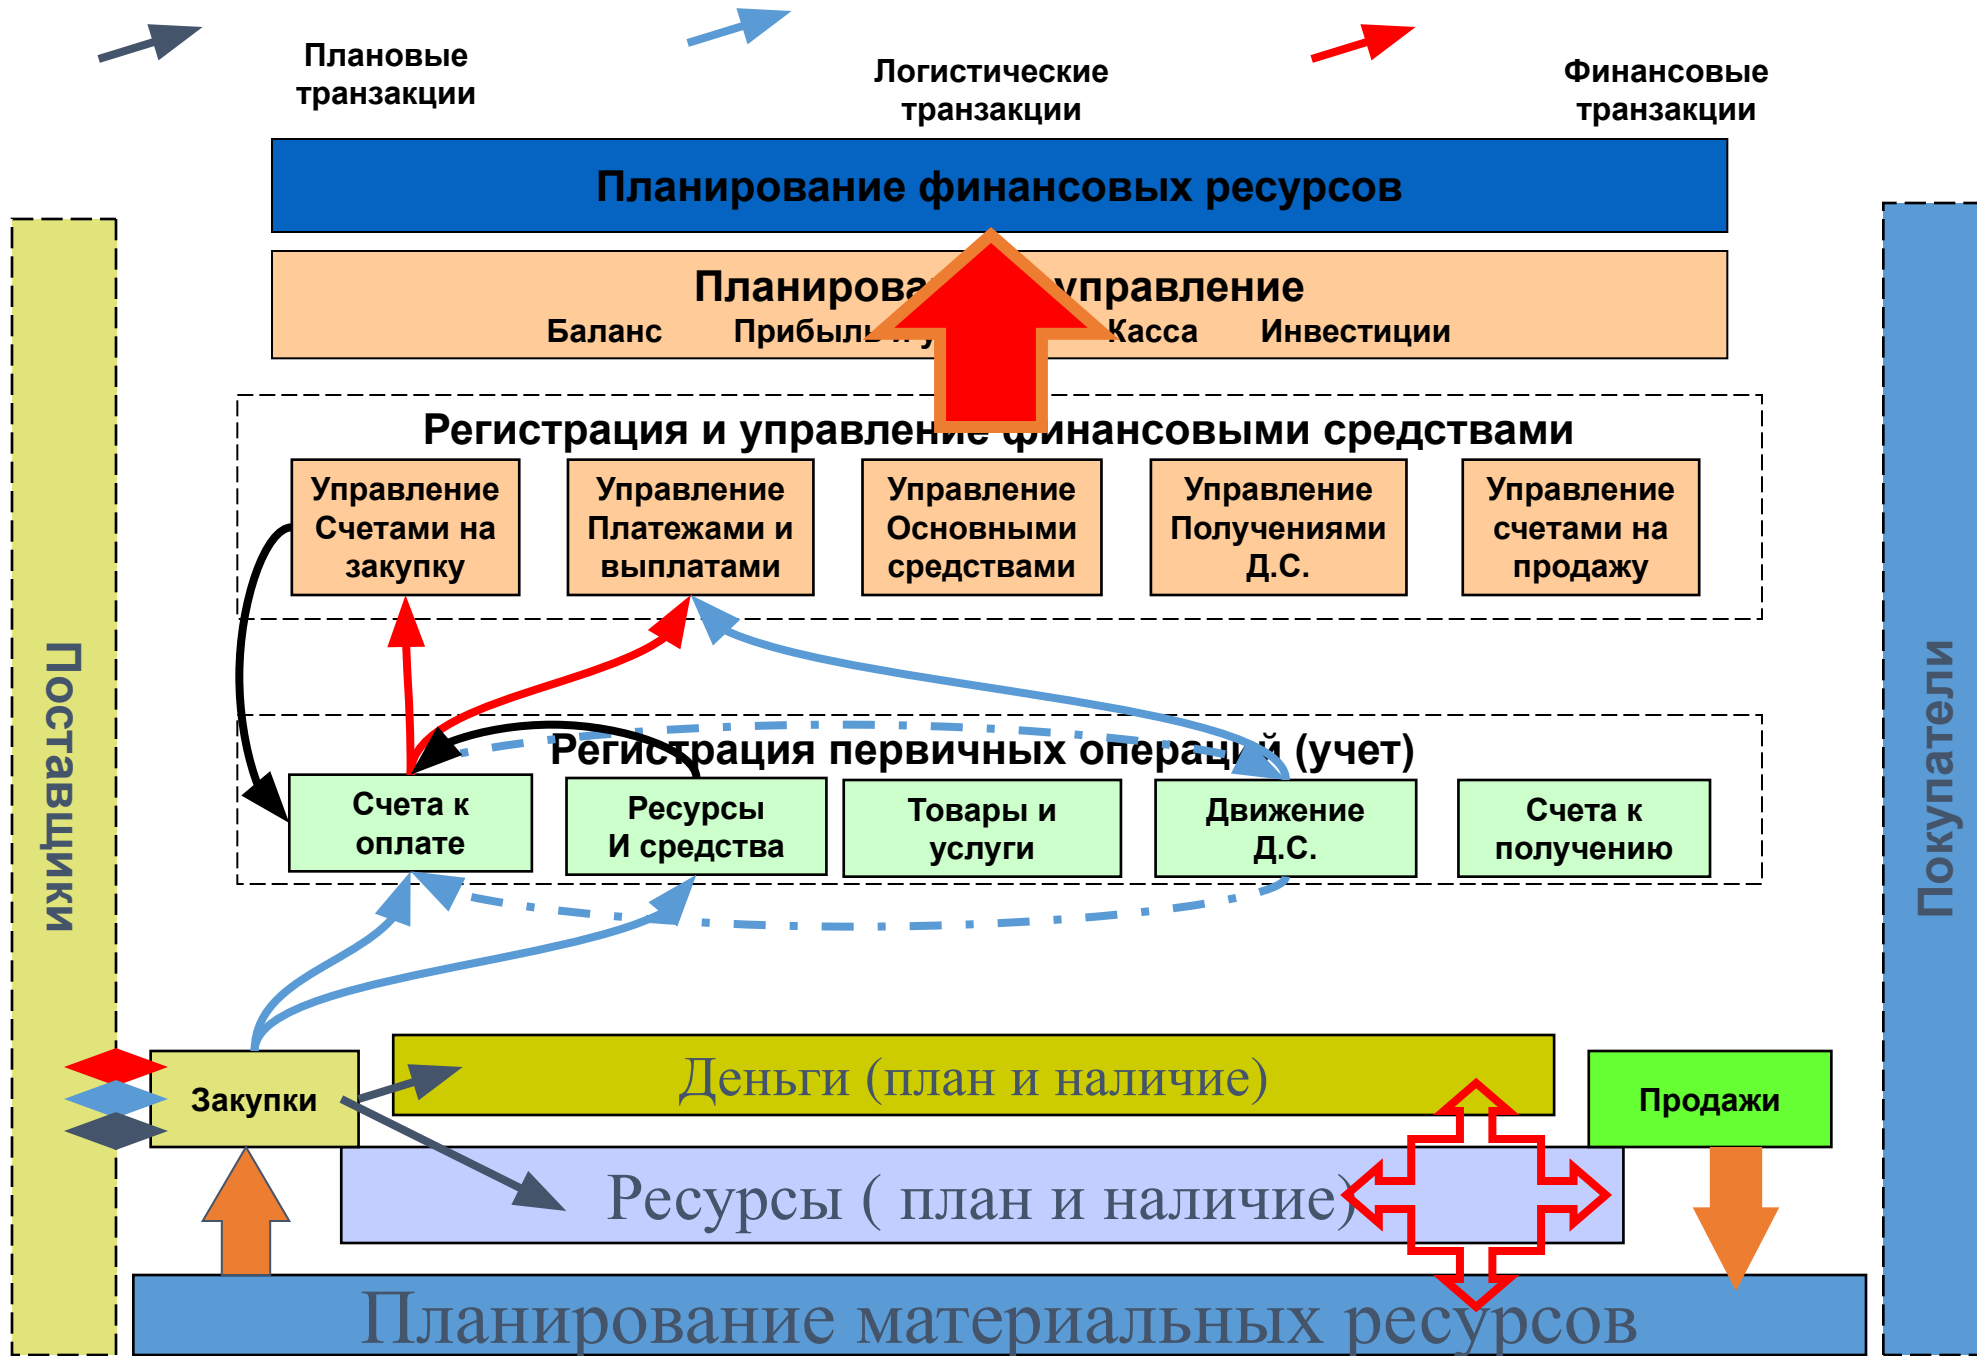 Плановые
транзакции
Логистические
транзакции
Финансовые
транзакции
Планирование финансовых ресурсов
управление
Баланс
Прибыль и
Касса
Инвестиции
Регистрация и управление финансовыми средствами
Управление
Счетами на
закупку
Управление
Платежами и
выплатами
Управление
Основными
средствами
Управление
Получениями
Д.С.
Управление
счетами на
продажу
Поставщики
Покупатели
Регистрация первичных операций (учет)
Счета к
оплате
Ресурсы
И средства
Товары и
услуги
Движение
Д.С.
Счета к
получению
Закупки
Деньги (план и наличие)
Продажи
Ресурсы ( план и наличие)
Планирование материальных ресурсов